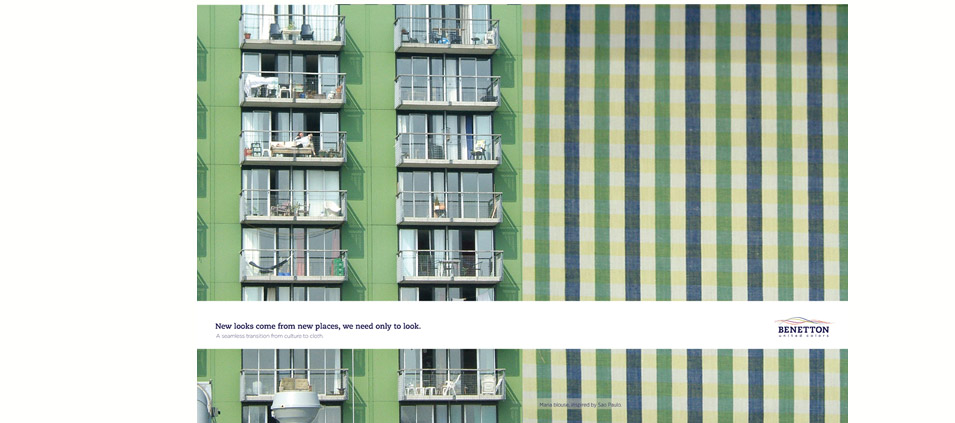 New looks come from new places, we need only to look.
A seamless transition from culture to cloth.
BENETTON
united colors
Maria blouse, inspired by Sao Paulo.